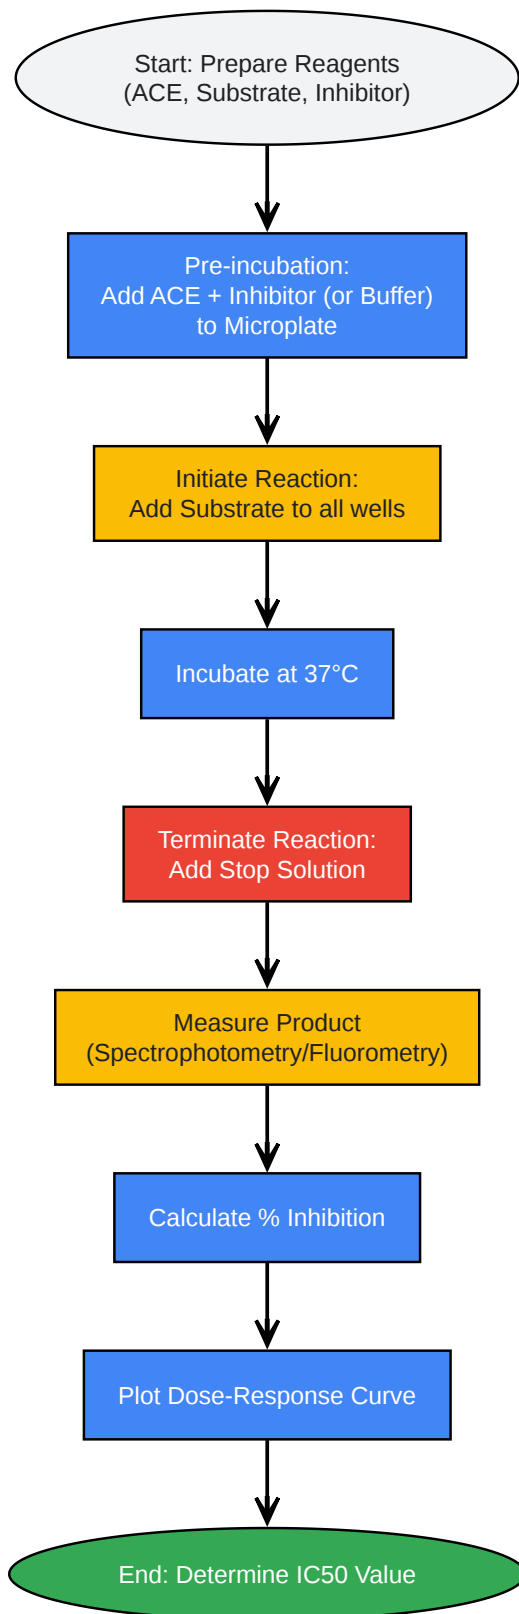 Start: Prepare Reagents
(ACE, Substrate, Inhibitor)
Pre-incubation:
Add ACE + Inhibitor (or Buffer)
to Microplate
Initiate Reaction:
Add Substrate to all wells
Incubate at 37°C
Terminate Reaction:
Add Stop Solution
Measure Product
(Spectrophotometry/Fluorometry)
Calculate % Inhibition
Plot Dose-Response Curve
End: Determine IC50 Value